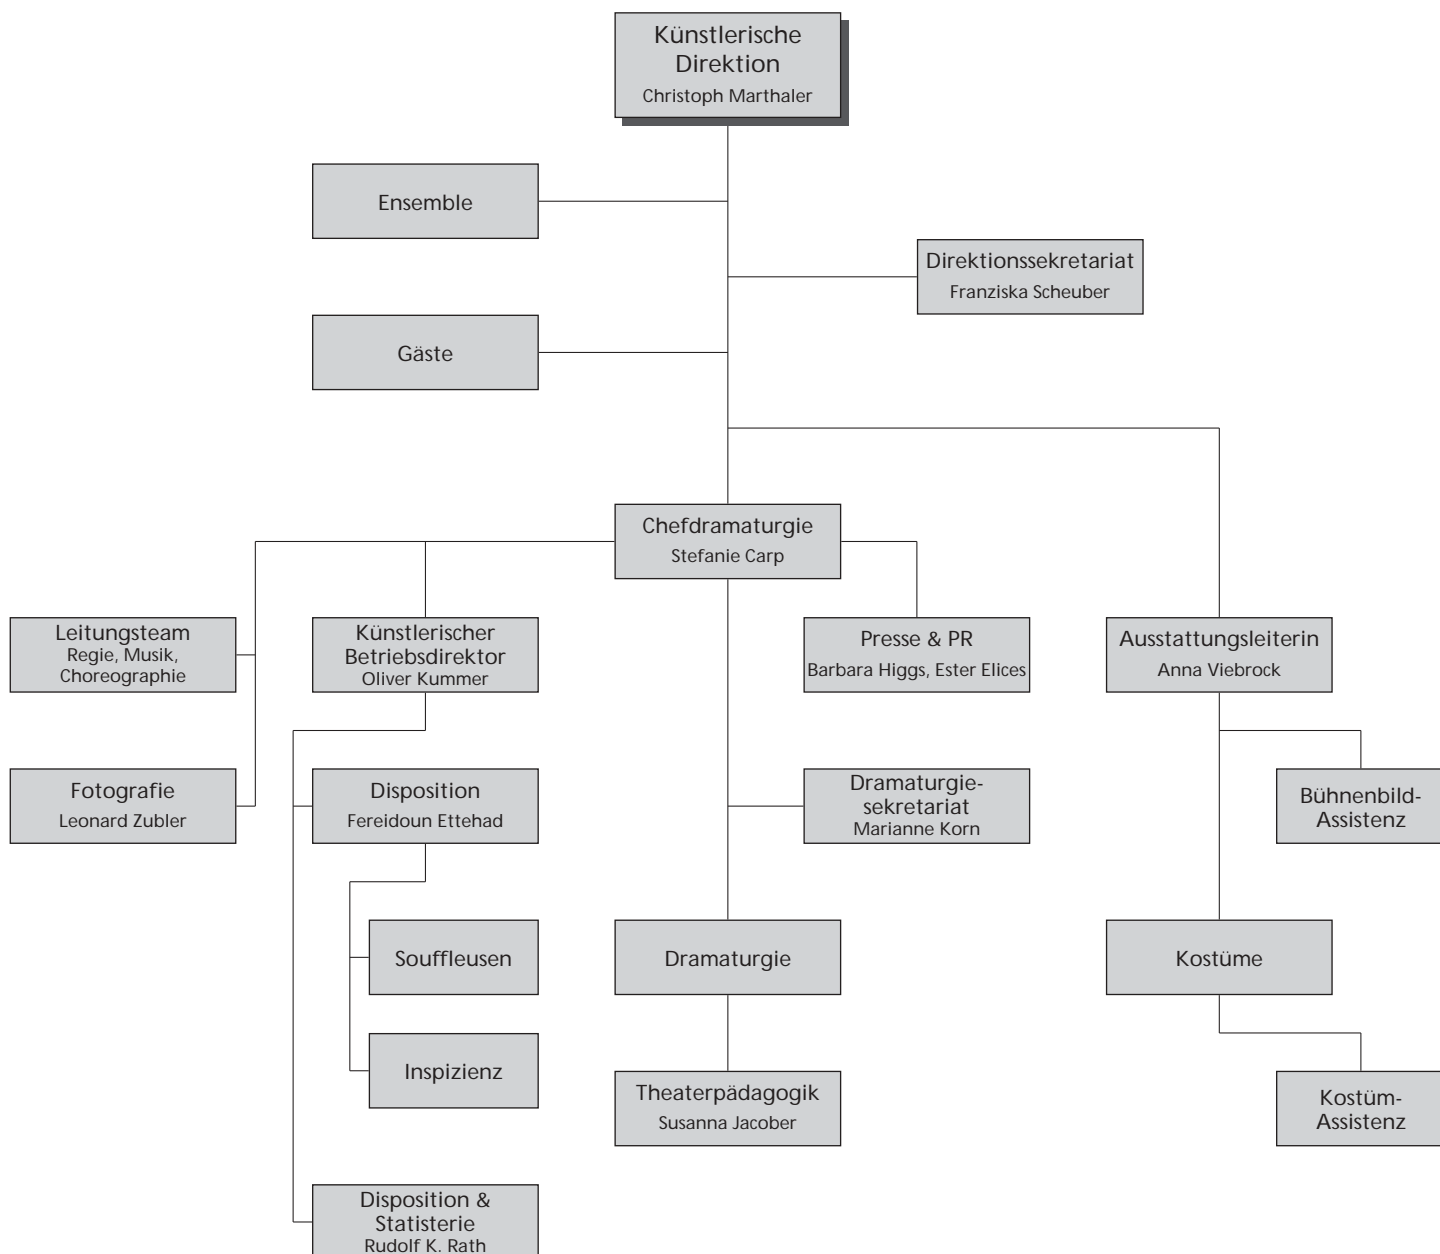 Künstlerische
Direktion
Christoph Marthaler
Ensemble
Direktionssekretariat
Franziska Scheuber
Gäste
Chefdramaturgie
Stefanie Carp
Leitungsteam
Regie, Musik,
Choreographie
Künstlerischer
Betriebsdirektor
Oliver Kummer
Presse & PR
Barbara Higgs, Ester Elices
Ausstattungsleiterin
Anna Viebrock
Fotografie
Leonard Zubler
Disposition
Fereidoun Ettehad
Dramaturgie-
sekretariat
Marianne Korn
Bühnenbild-
Assistenz
Souffleusen
Dramaturgie
Kostüme
Inspizienz
Theaterpädagogik
Susanna Jacober
Kostüm-
Assistenz
Disposition &
Statisterie
Rudolf K. Rath